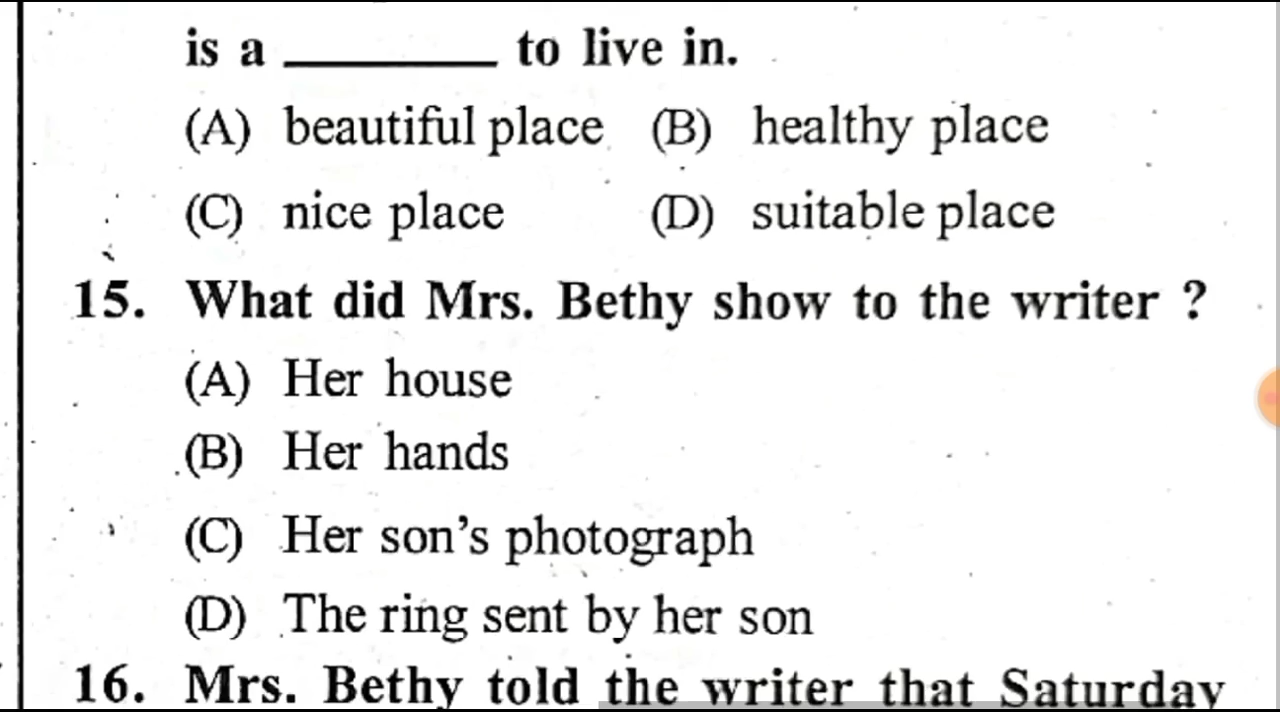 is a ________ to live in.
(A) beautiful place (B) healthy place
(C) nice place (D) suitable place
15. What did Mrs. Bethy show to the writer ?
(A) Her house
(B) Her hands
(C) Her son's photograph
(D) The ring sent by her son
16. Mrs. Bethy told the writer that Saturday